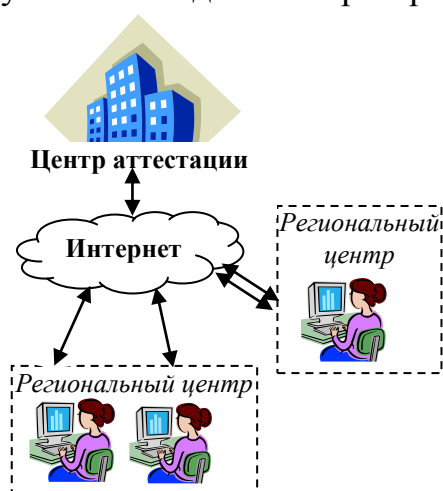 Центр аттестации
Интернет
Региональный
центр
Региональный центр